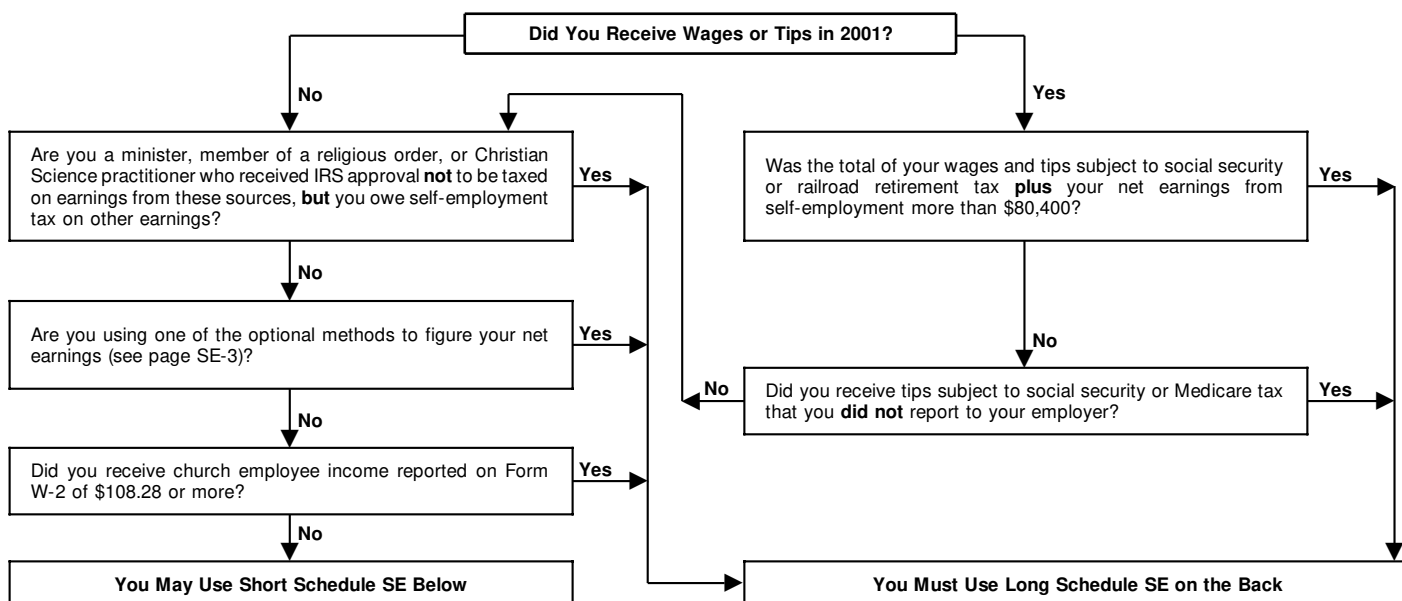 Did You Receive Wages or Tips in 2001?
No
Yes
Are you a minister, member of a religious order, or Christian
Science practitioner who received IRS approval not to be taxed
on earnings from these sources, but you owe self-employment
tax on other earnings?
Yes
Was the total of your wages and tips subject to social security
or railroad retirement tax plus your net earnings from
self-employment more than $80,400?
Yes
No
Are you using one of the optional methods to figure your net
earnings (see page SE-3)?
Yes
No
No
Did you receive tips subject to social security or Medicare tax
that you did not report to your employer?
Yes
No
Did you receive church employee income reported on Form
W-2 of $108.28 or more?
Yes
No
You May Use Short Schedule SE Below
You Must Use Long Schedule SE on the Back